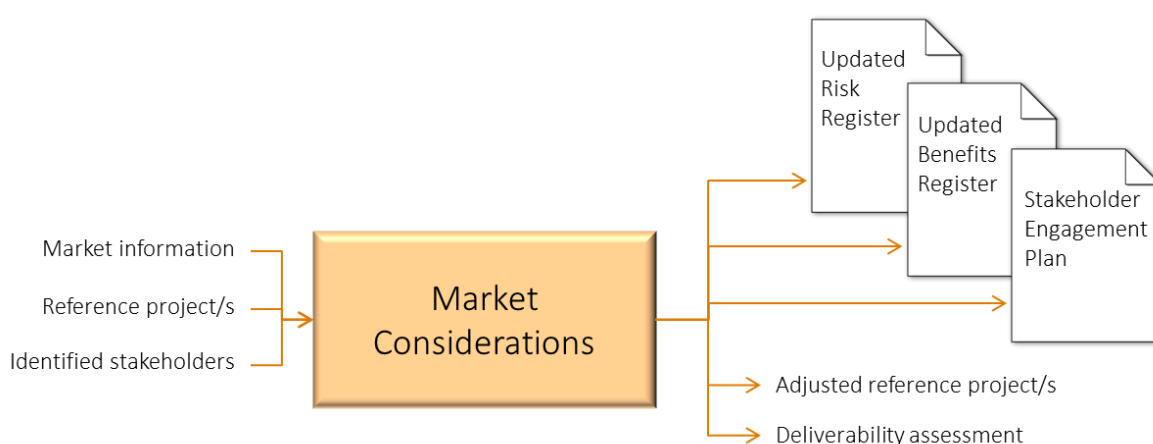 Market information
Reference project/s
Identified stakeholders
Market
Considerations
Updated
Risk
Register
Updated
Benefits
Register
Stakeholder
Engagement
Plan
Adjusted reference project/s
Deliverability assessment